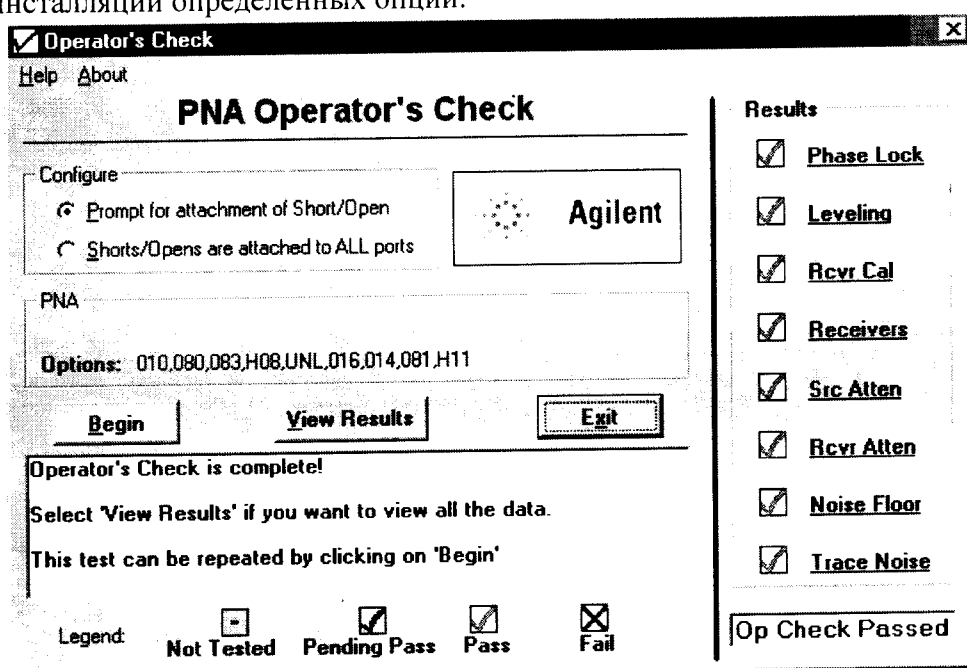 инсталляции определенных опций.
Operator's Check
Help About
PNA Operator's Check
Configure
Prompt for attachment of Short/Open
Shorts/Opens are attached to ALL ports
Agilent
PNA
Options: 010,080,083,H08,UNL,016,014,081,H11
Begin
View Results
Exit
Operator's Check is complete!
Select 'View Results' if you want to view all the data.
This test can be repeated by clicking on 'Begin'
Legend:
Not Tested
Pending Pass
Pass
Fail
Results
Phase Lock
Leveling
Rcvr Cal
Receivers
Src Atten
Rcvr Atten
Noise Floor
Trace Noise
Op Check Passed